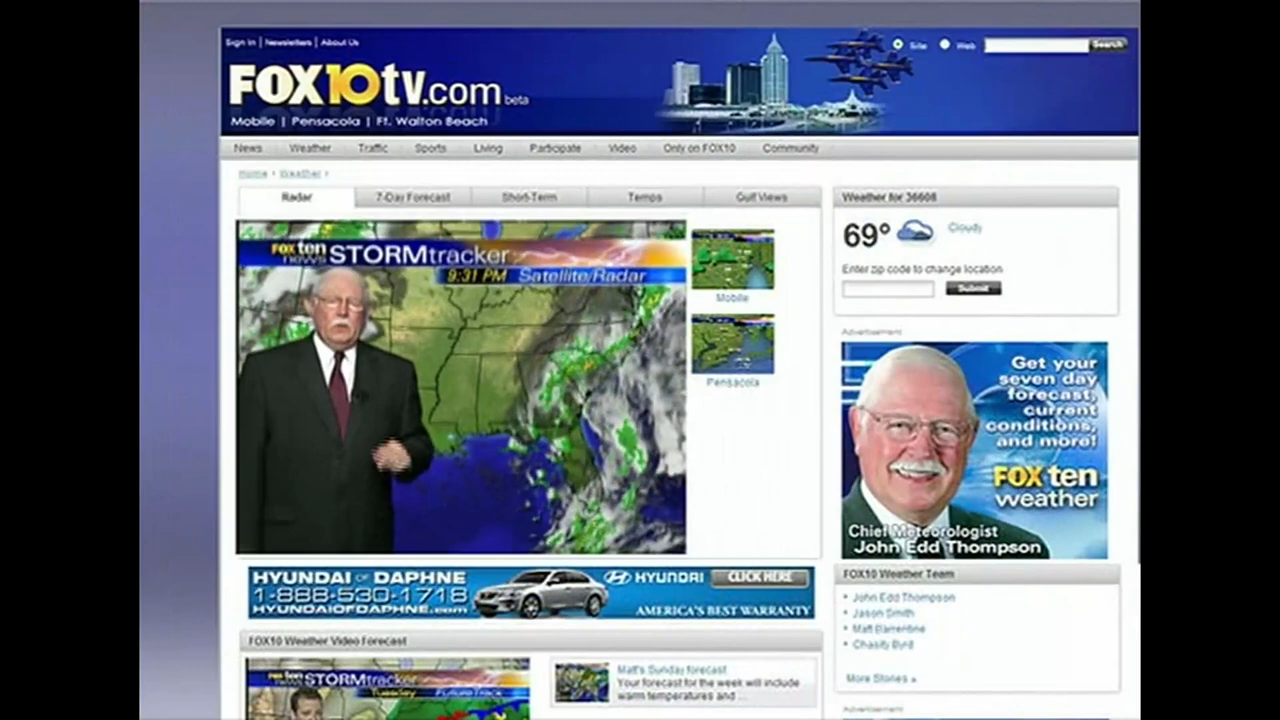 Sign In | Newsletters | About Us
Site Web Search
FOX10tv.com beta
Mobile | Pensacola | Ft. Walton Beach
News Weather Traffic Sports Living Participate Video Only on FOX10 Community
Home Weather
Radar 7-Day Forecast Short-Term Temps Gulf Views
FOX ten news STORMtracker
9:31 PM Satellite/Radar
Mobile
Pensacola
Weather for 36608
69° Cloudy
Enter zip code to change location
Submit
Advertisement
Get your
seven day
forecast,
current
conditions,
and more!
FOX ten
weather
Chief Meteorologist
John Edd Thompson
HYUNDAI OF DAPHNE
1-888-530-1718
HYUNDAIOFDAPHNE.com
HYUNDAI CLICK HERE
AMERICA'S BEST WARRANTY
FOX10 Weather Team
John Edd Thompson
Jason Smith
Matt Barrentine
Chasity Byrd
More Stories »
Advertisement
FOX10 Weather Video Forecast
FOX ten news STORMtracker
Tuesday FutureTrack
Matt's Sunday forecast
Your forecast for the week will include
warm temperatures and ...